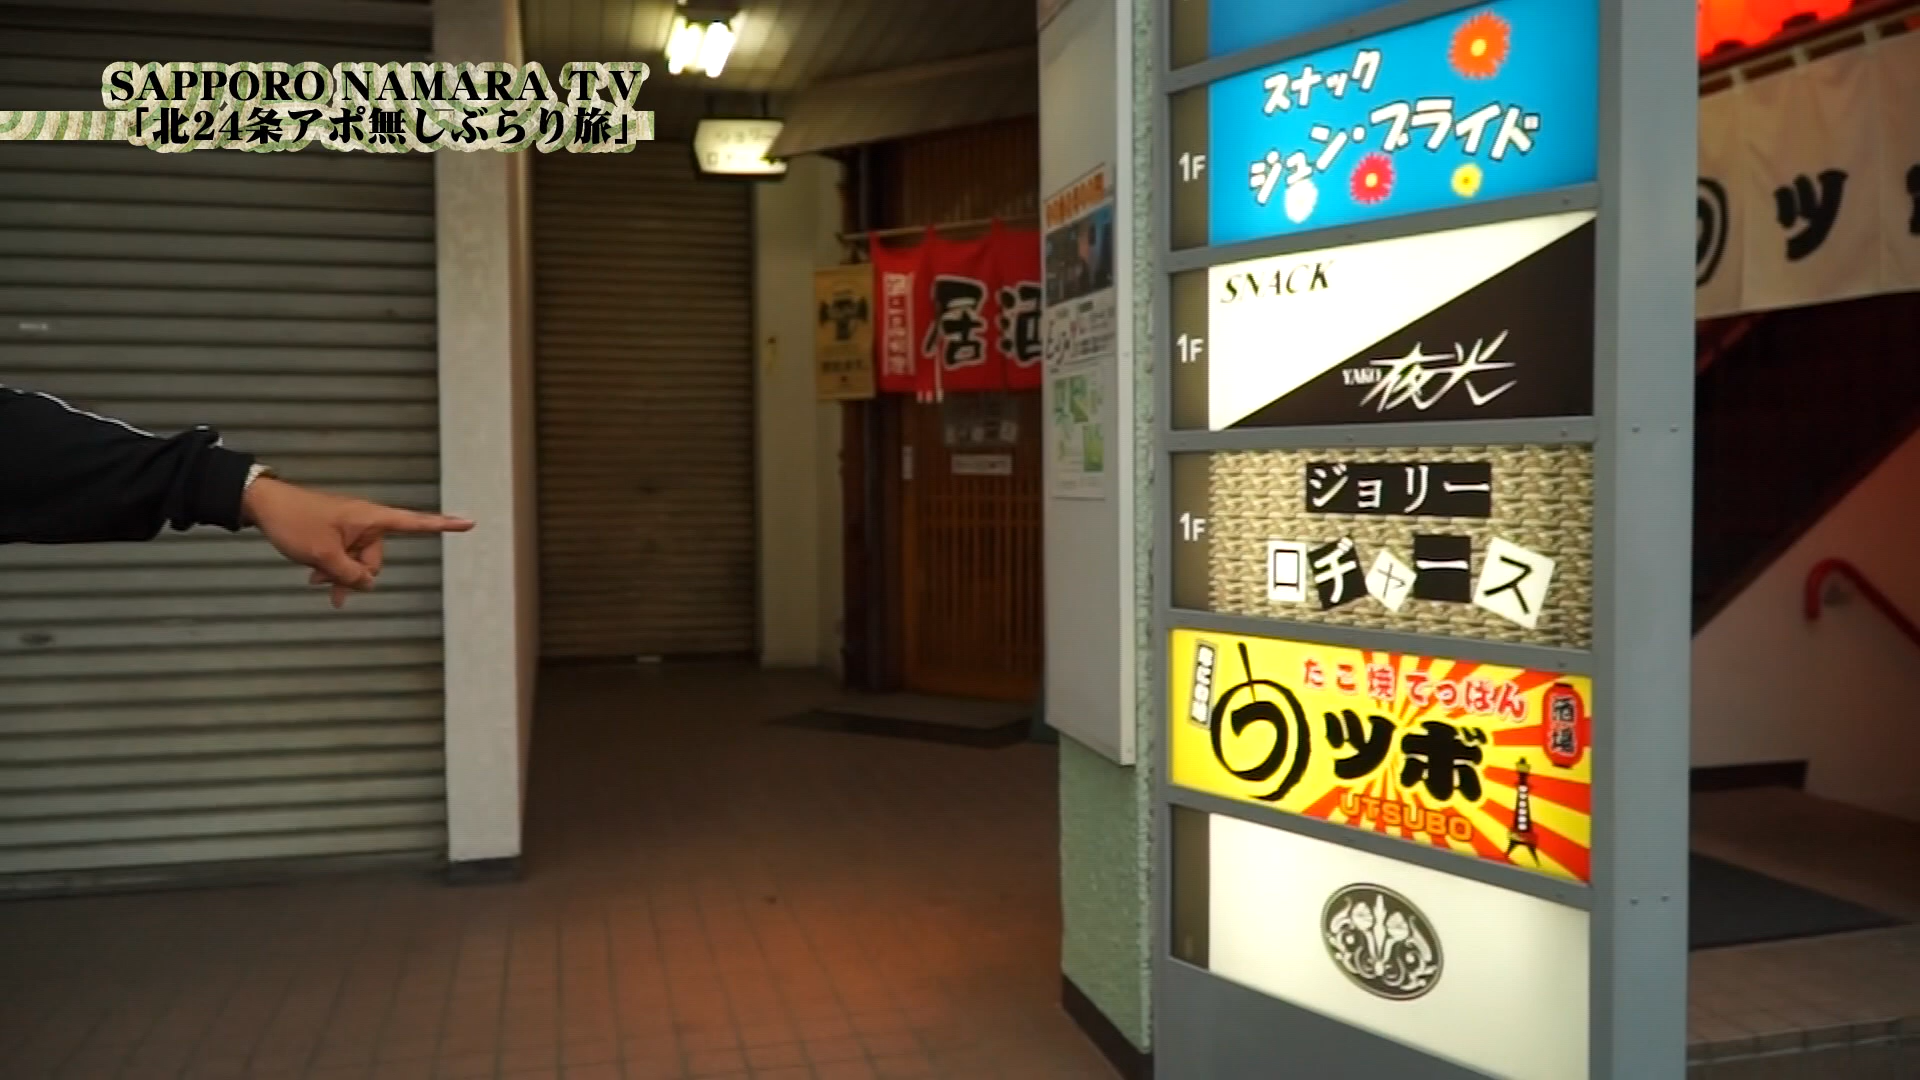 SAPPORO NAMARA T.V
「北24条アポ無しぶらり旅」
スナック
ジュン・ブライド
1F
SNACK
YAKO 夜光
1F
ジョリー
ロチャース
1F
たこ焼てっぱん
酒場
ウツボ
UTSUBO
居酒
ウツ